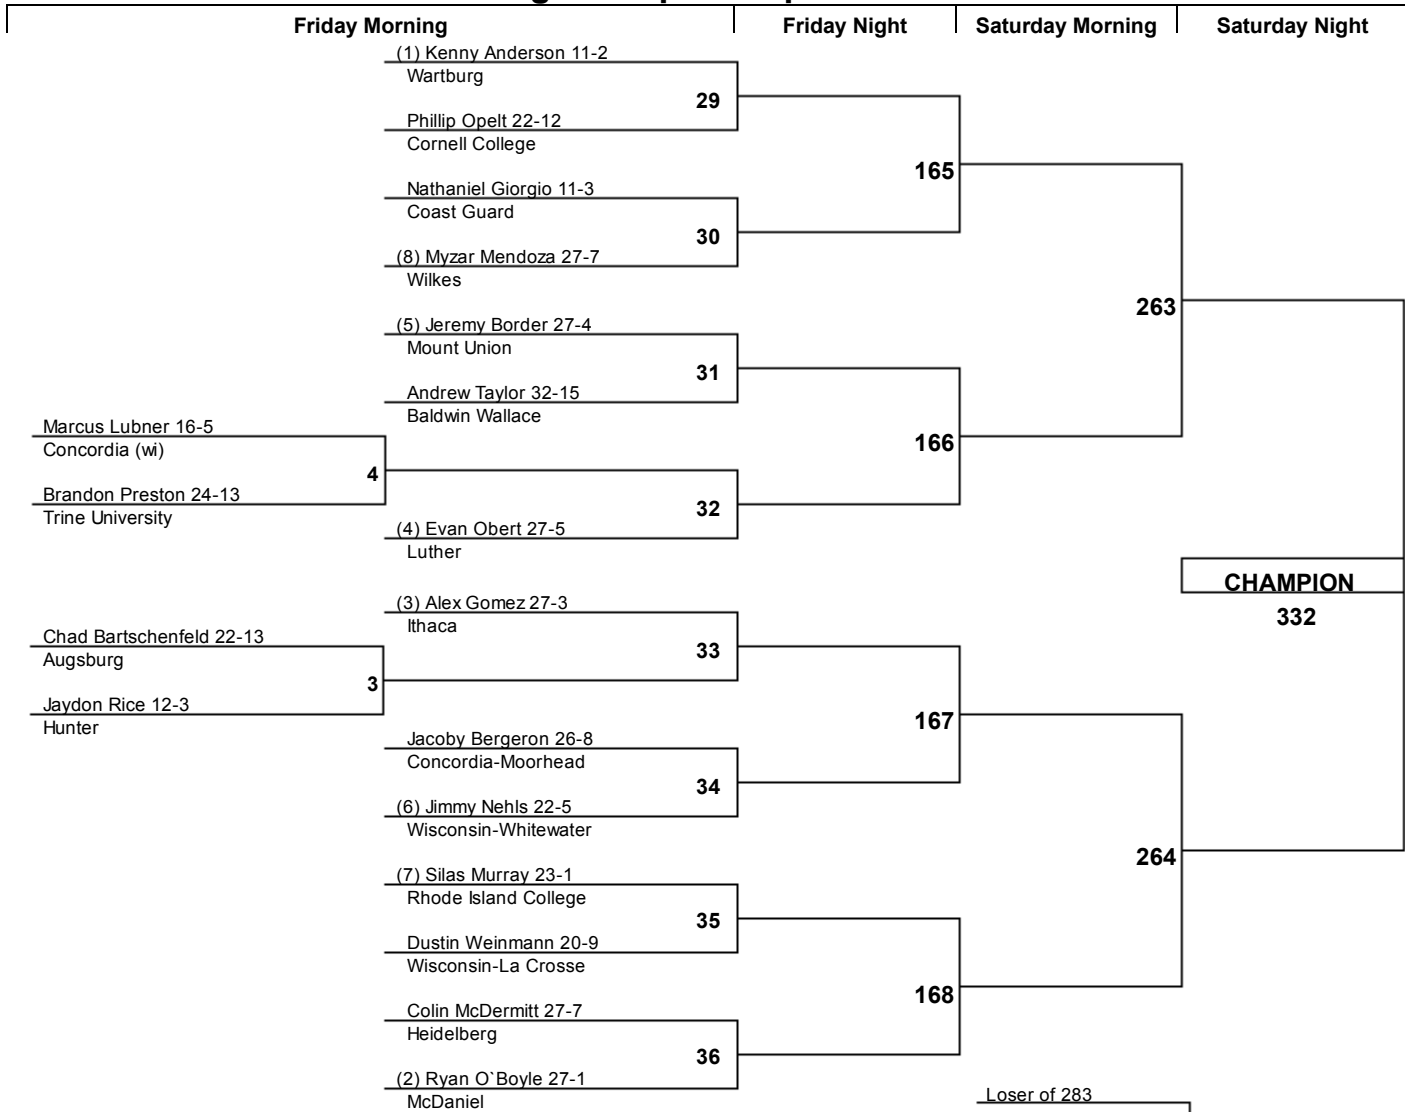 Friday Morning
Friday Night
Saturday Morning
Saturday Night
(1) Kenny Anderson 11-2
Wartburg
29
Phillip Opelt 22-12
Cornell College
165
Nathaniel Giorgio 11-3
Coast Guard
30
(8) Myzar Mendoza 27-7
Wilkes
263
(5) Jeremy Border 27-4
Mount Union
31
Andrew Taylor 32-15
Baldwin Wallace
Marcus Lubner 16-5
Concordia (wi)
166
4
Brandon Preston 24-13
Trine University
32
(4) Evan Obert 27-5
Luther
CHAMPION
332
(3) Alex Gomez 27-3
Ithaca
Chad Bartschenfeld 22-13
Augsburg
33
3
Jaydon Rice 12-3
Hunter
167
Jacoby Bergeron 26-8
Concordia-Moorhead
34
(6) Jimmy Nehls 22-5
Wisconsin-Whitewater
264
(7) Silas Murray 23-1
Rhode Island College
35
Dustin Weinmann 20-9
Wisconsin-La Crosse
168
Colin McDermitt 27-7
Heidelberg
36
(2) Ryan O`Boyle 27-1
McDaniel
Loser of 283